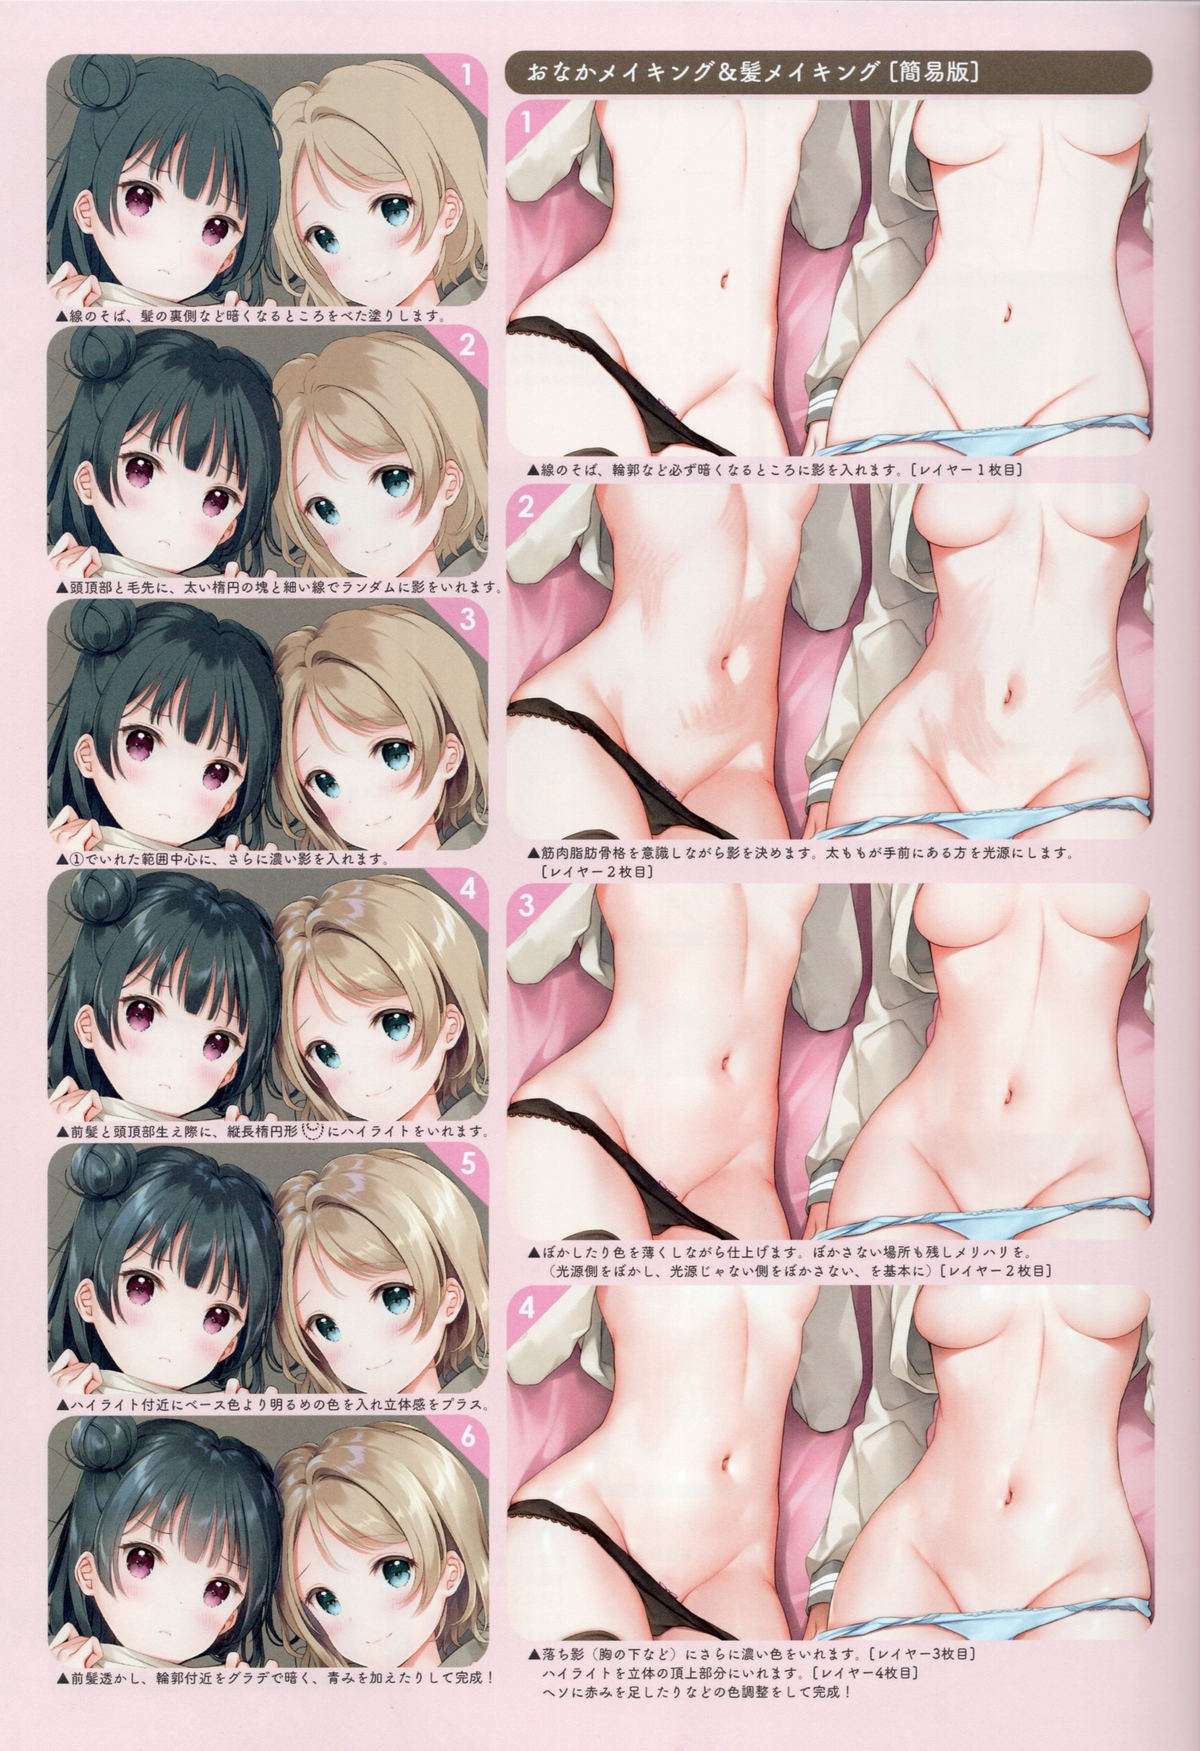 おなかメイキング&髪メイキング [簡易版]
1
▲線のそば、髪の裏側など暗くなるところをべた塗りします。
2
▲頭頂部と毛先に、太い楕円の塊と細い線でランダムに影をいれます。
3
▲①でいれた範囲中心に、さらに濃い影を入れます。
4
▲前髪と頭頂部生え際に、縦長楕円形 にハイライトをいれます。
5
▲ハイライト付近にベース色より明るめの色を入れ立体感をプラス。
6
▲前髪透かし、輪郭付近をグラデで暗く、青みを加えたりして完成！
1
▲線のそば、輪郭など必ず暗くなるところに影を入れます。[レイヤー1枚目]
2
▲筋肉脂肪骨格を意識しながら影を決めます。太ももが手前にある方を光源にします。
[レイヤー2枚目]
3
▲ぼかしたり色を薄くしながら仕上げます。ぼかさない場所も残しメリハリを。
（光源側をぼかし、光源じゃない側をぼかさない、を基本に）[レイヤー2枚目]
4
▲落ち影（胸の下など）にさらに濃い色をいれます。[レイヤー3枚目]
ハイライトを立体の頂上部分にいれます。[レイヤー4枚目]
ヘソに赤みを足したりなどの色調整をして完成！